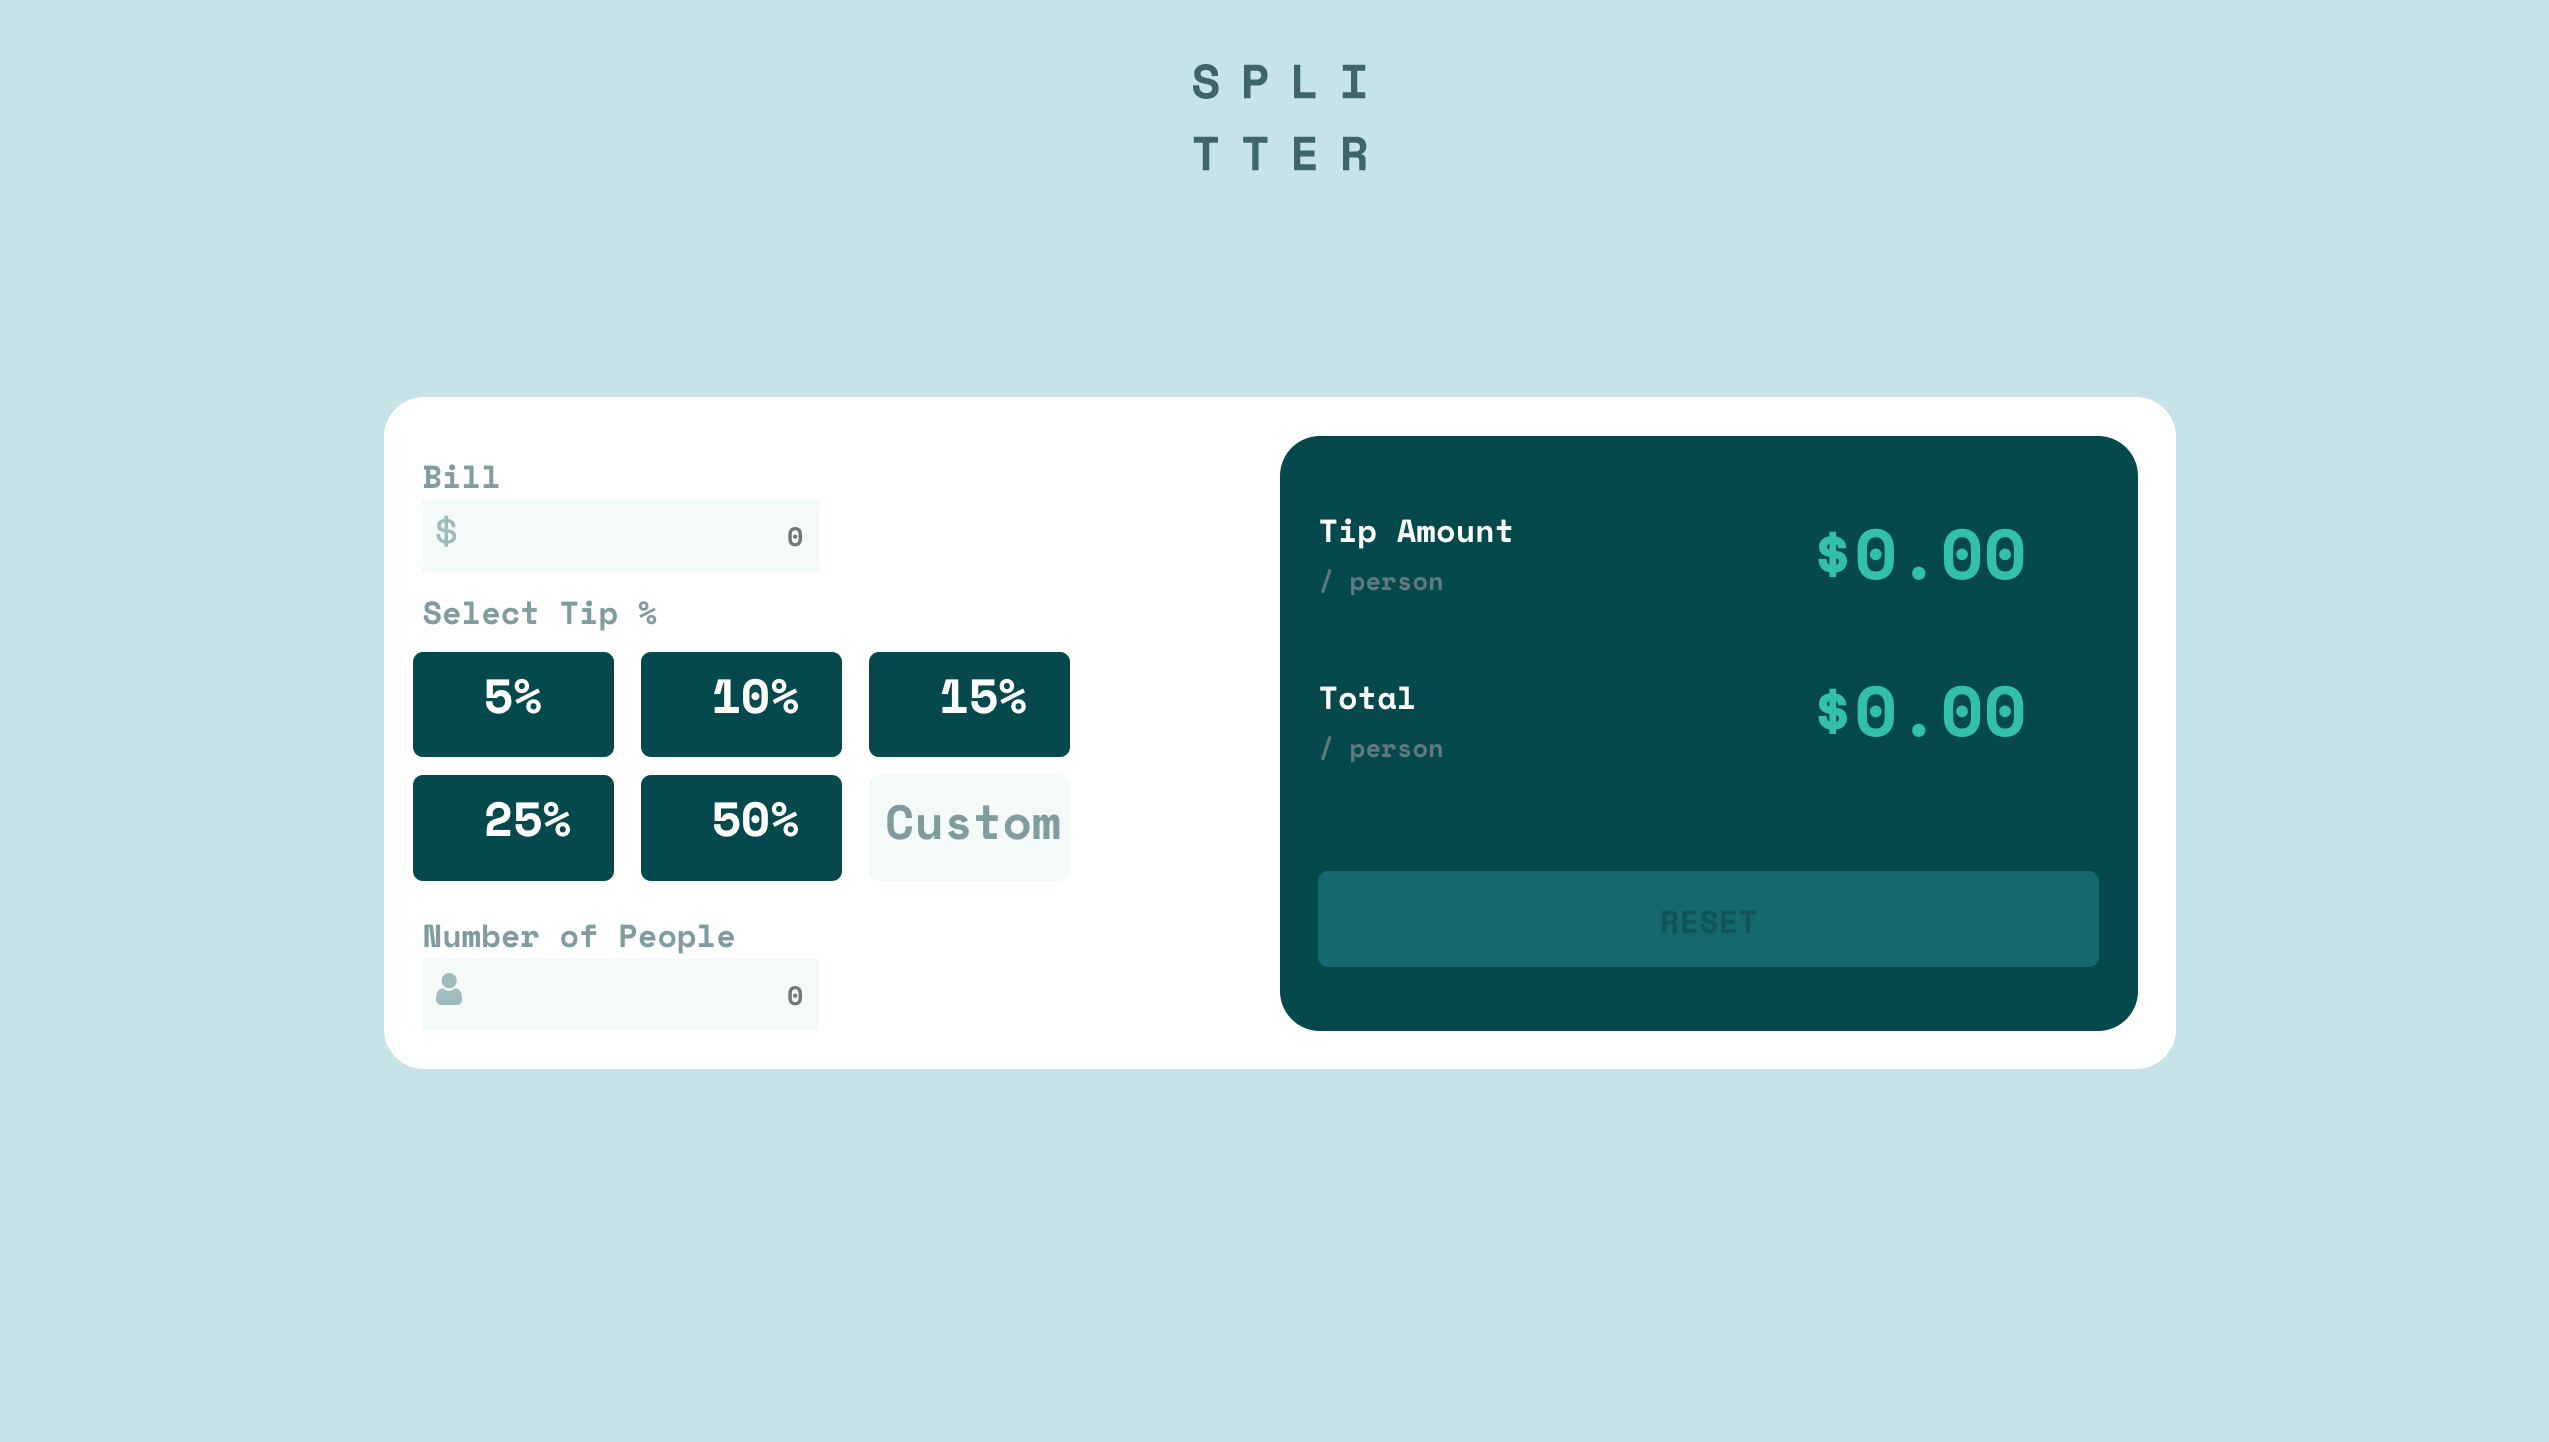 S P L I
T T E R
Bill
$ 0
Select Tip %
5% 10% 15%
25% 50% Custom
Number of People
0
Tip Amount
/ person
$0.00
Total
/ person
$0.00
RESET